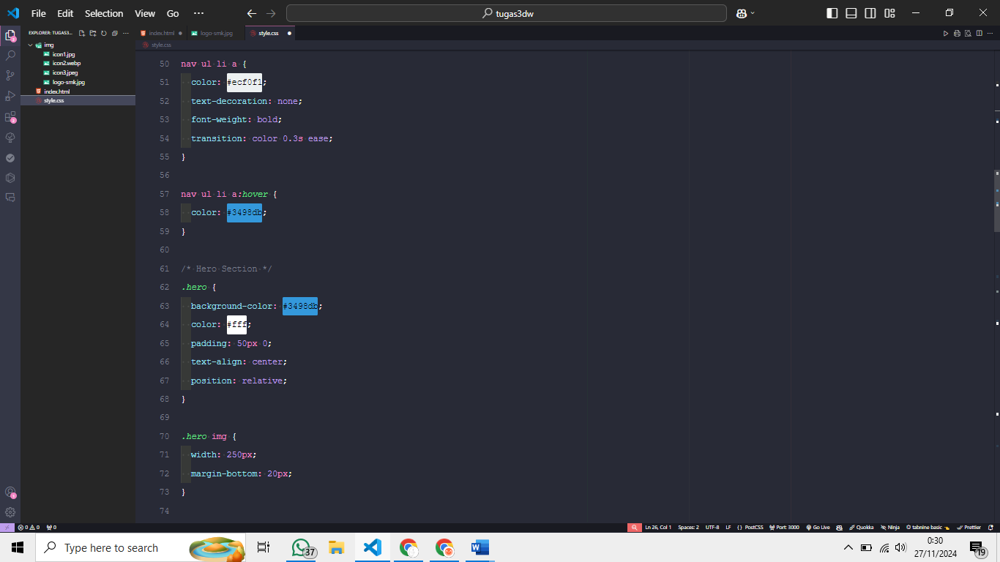 File Edit Selection View Go ··· tugas3dw
EXPLORER: TUGAS3... index.html logo-smk.jpg style.css
style.css
img
icon1.jpg
icon2.webp
icon3.jpeg
logo-smk.jpg
index.html
style.css
50 nav ul li a {
51 color: #ecf0f1;
52 text-decoration: none;
53 font-weight: bold;
54 transition: color 0.3s ease;
55 }
56
57 nav ul li a:hover {
58 color: #3498db;
59 }
60
61 /* Hero Section */
62 .hero {
63 background-color: #3498db;
64 color: #fff;
65 padding: 50px 0;
66 text-align: center;
67 position: relative;
68 }
69
70 .hero img {
71 width: 250px;
72 margin-bottom: 20px;
73 }
74
0 0 0 Ln 26, Col 1 Spaces: 2 UTF-8 LF {} PostCSS Port: 3000 Go Live Quokka Ninja tabnine basic Prettier
Type here to search 37 0:30
27/11/2024 19